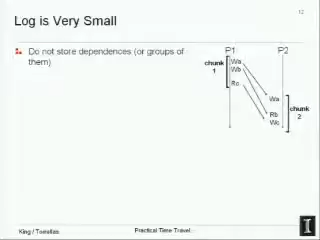 12
Log is Very Small
Do not store dependences (or groups of
them)
P1 P2
chunk
1
Wa
Wb
Rc
Wa
Rb
Wc
chunk
2
King / Torrellas
Practical Time Travel
I